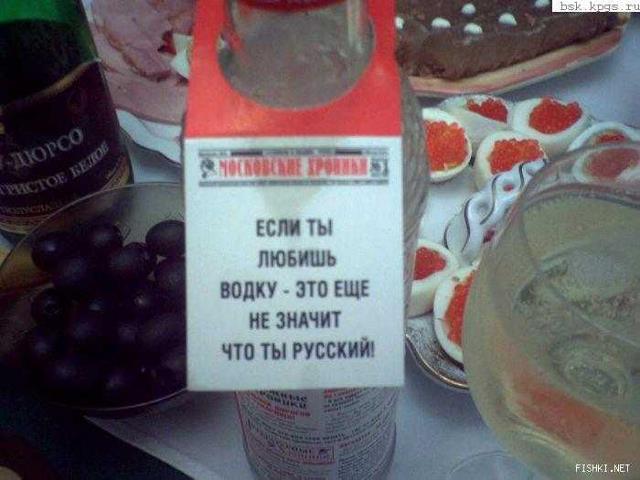 bsk.kpgs.ru
-ДЮРСО
ИГРИСТОЕ БЕЛОЕ
МОСКОВСКИЕ ХРОНИКИ
ЕСЛИ ТЫ
ЛЮБИШЬ
ВОДКУ - ЭТО ЕЩЕ
НЕ ЗНАЧИТ
ЧТО ТЫ РУССКИЙ!
FISHKI.NET